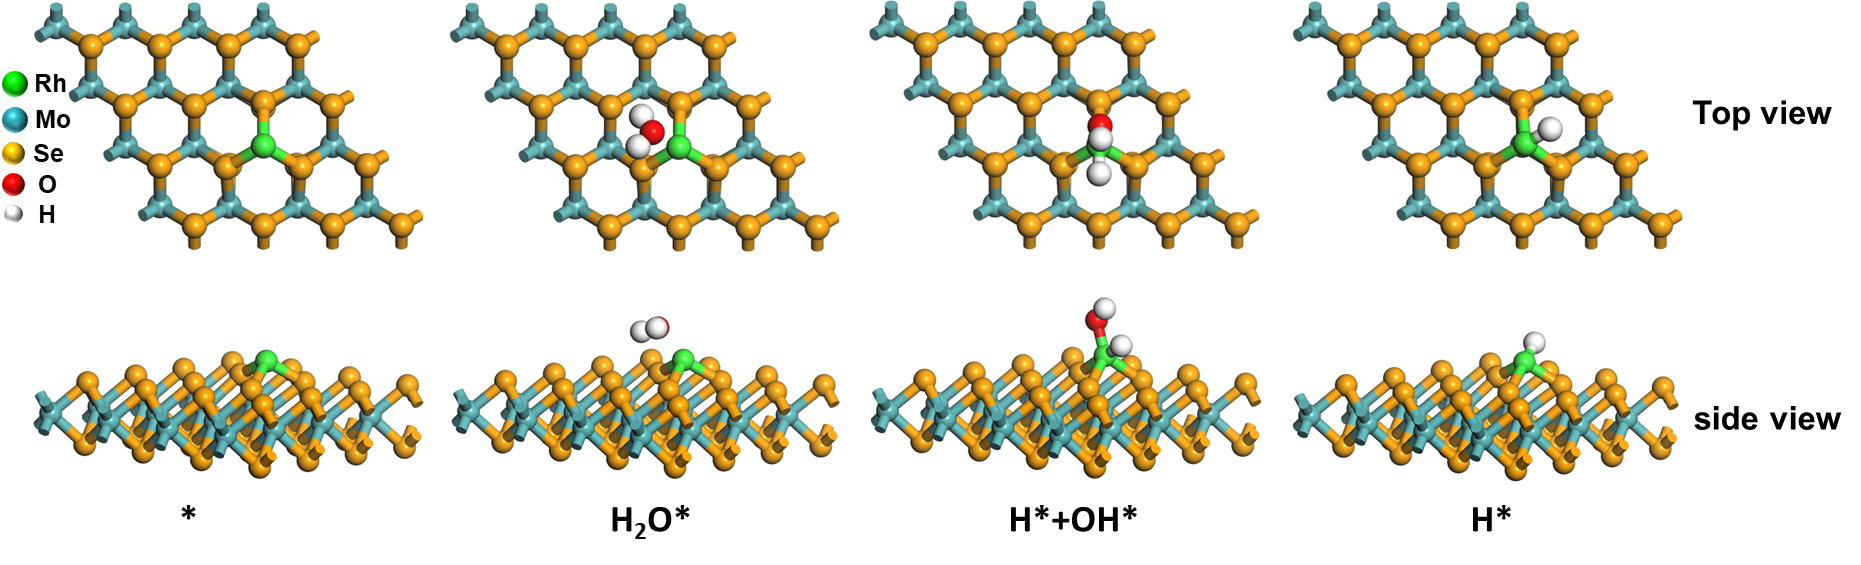 Rh
Mo
Se
O
H
Top view
side view
*
H₂O*
H*+OH*
H*